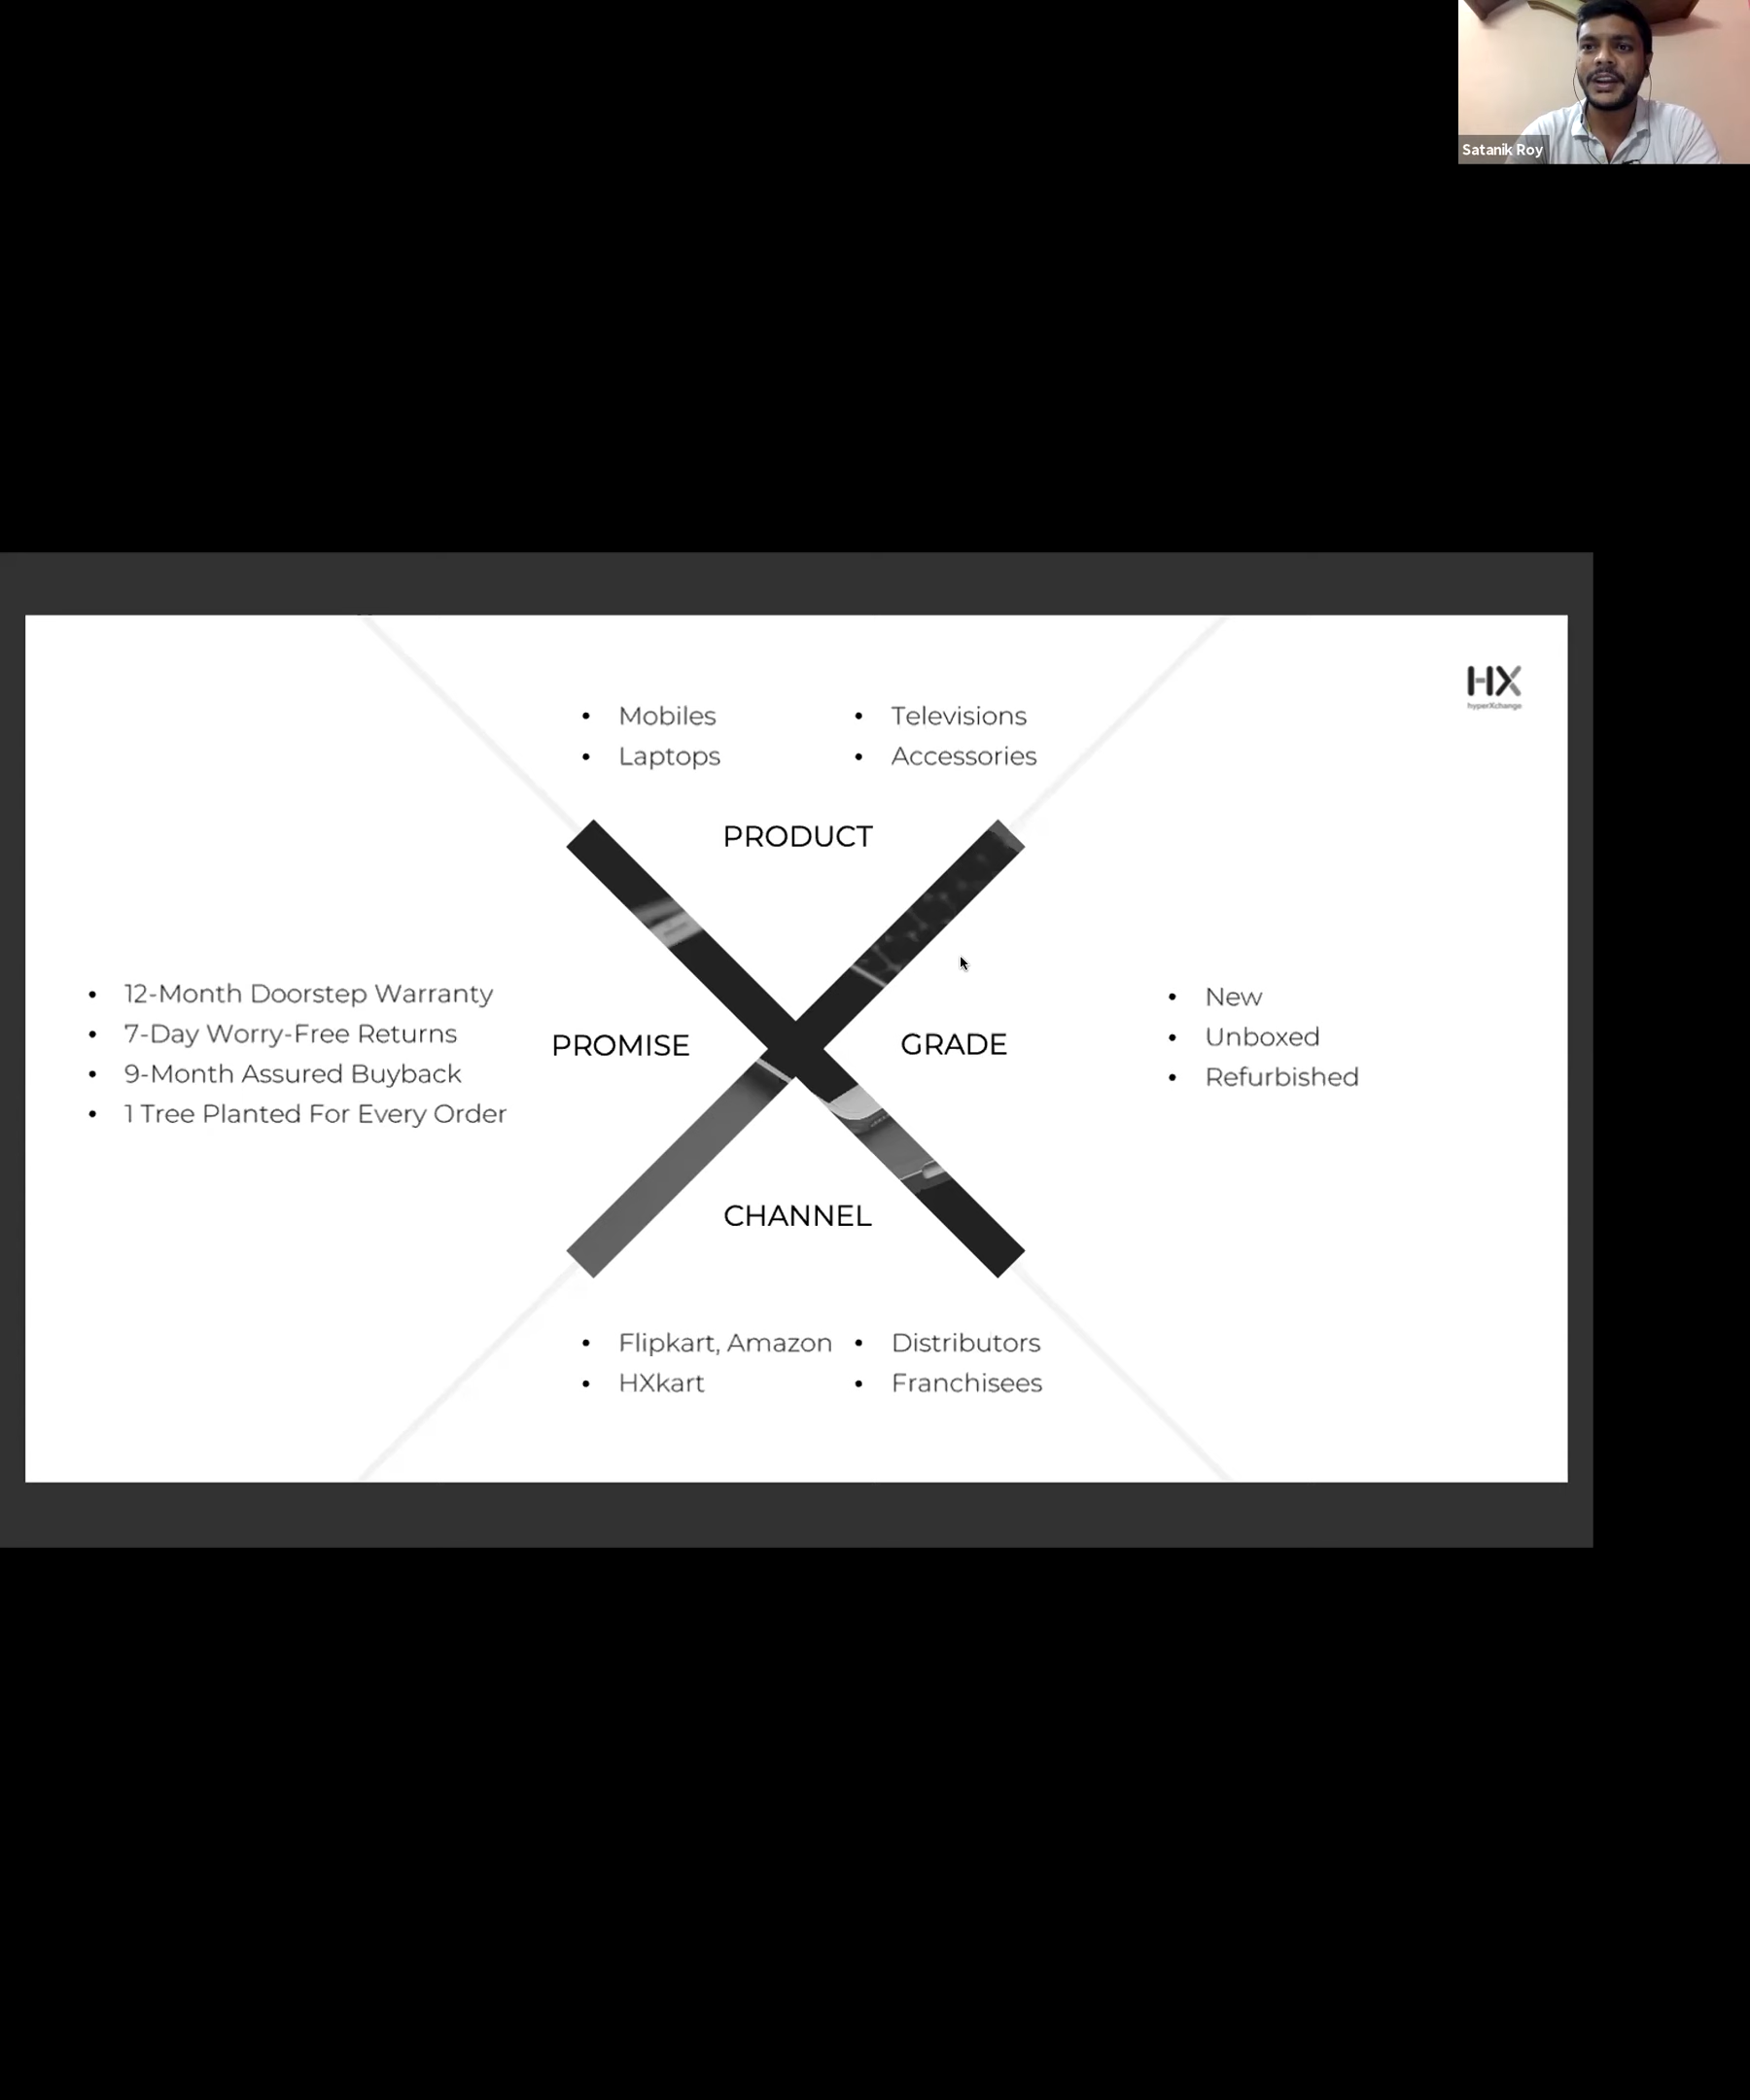 Satanik Roy
HX
hyperXchange
• Mobiles
• Laptops
• Televisions
• Accessories
PRODUCT
• 12-Month Doorstep Warranty
• 7-Day Worry-Free Returns
• 9-Month Assured Buyback
• 1 Tree Planted For Every Order
PROMISE
GRADE
• New
• Unboxed
• Refurbished
CHANNEL
• Flipkart, Amazon
• HXkart
• Distributors
• Franchisees